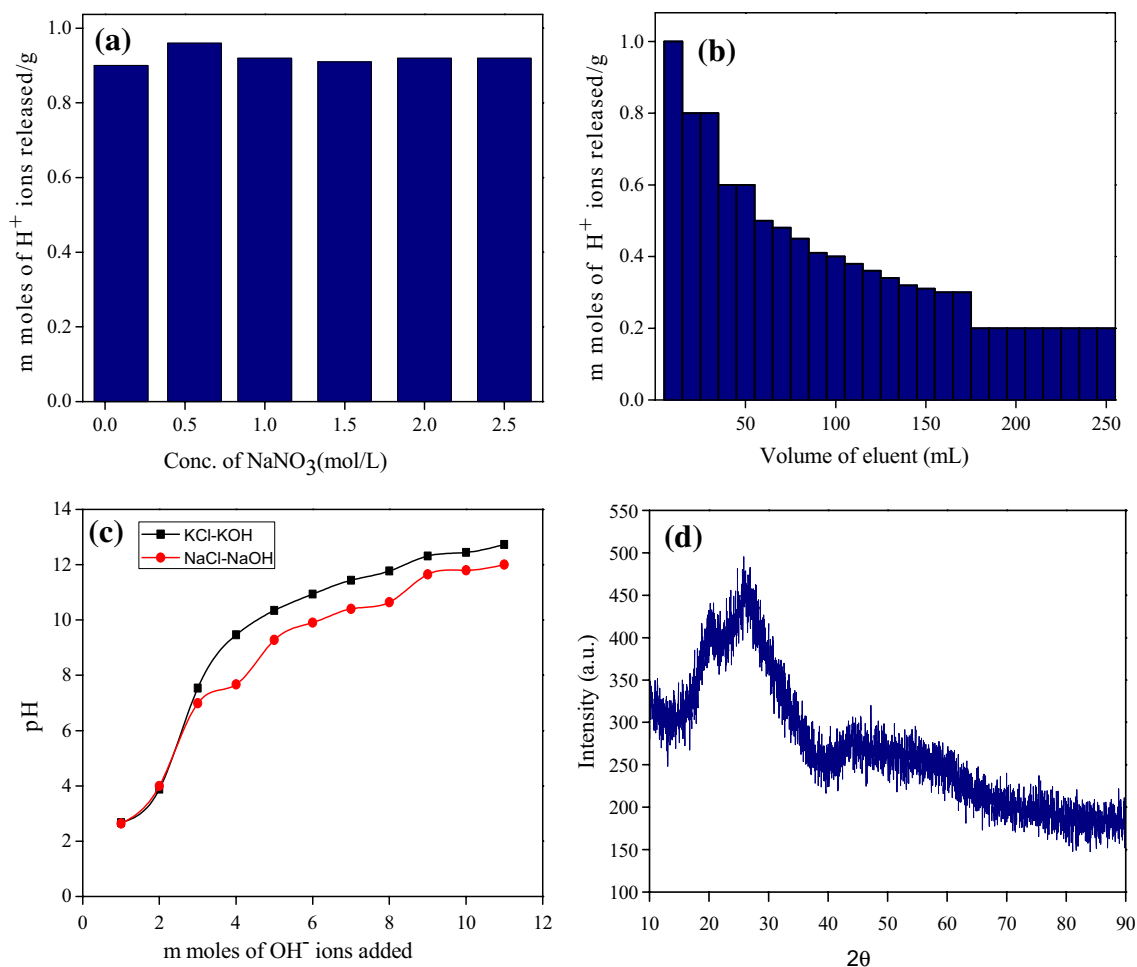 (a)
m moles of H⁺ ions released/g
1.0
0.8
0.6
0.4
0.2
0.0
0.0 0.5 1.0 1.5 2.0 2.5
Conc. of NaNO₃(mol/L)
(b)
m moles of H⁺ ions released/g
1.0
0.8
0.6
0.4
0.2
0.0
50 100 150 200 250
Volume of eluent (mL)
(c)
KCl-KOH
NaCl-NaOH
pH
14
12
10
8
6
4
2
0
0 2 4 6 8 10 12
m moles of OH⁻ ions added
(d)
Intensity (a.u.)
550
500
450
400
350
300
250
200
150
100
10 20 30 40 50 60 70 80 90
2θ